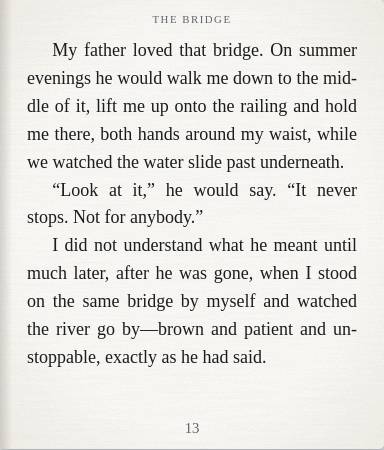 THE BRIDGE
My father loved that bridge. On summer
evenings he would walk me down to the mid-
dle of it, lift me up onto the railing and hold
me there, both hands around my waist, while
we watched the water slide past underneath.
“Look at it,” he would say. “It never
stops. Not for anybody.”
I did not understand what he meant until
much later, after he was gone, when I stood
on the same bridge by myself and watched
the river go by—brown and patient and un-
stoppable, exactly as he had said.
13